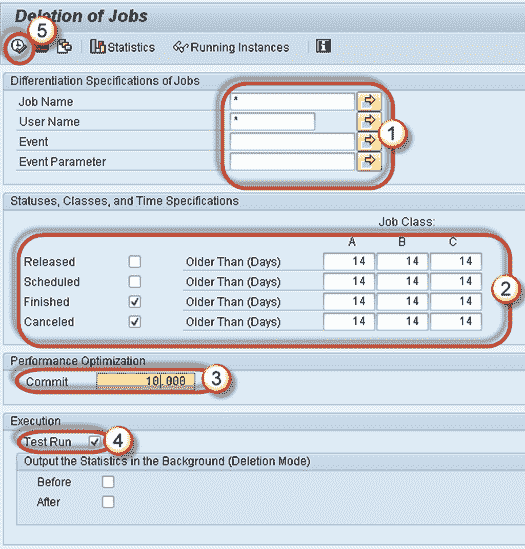 Deletion of Jobs
5
Statistics Running Instances
Differentiation Specifications of Jobs
Job Name *
User Name *
Event
Event Parameter
1
Statuses, Classes, and Time Specifications
Job Class:
A B C
Released Older Than (Days) 14 14 14
Scheduled Older Than (Days) 14 14 14
Finished Older Than (Days) 14 14 14
Canceled Older Than (Days) 14 14 14
2
Performance Optimization
Commit 10,000 3
Execution
Test Run 4
Output the Statistics in the Background (Deletion Mode)
Before
After